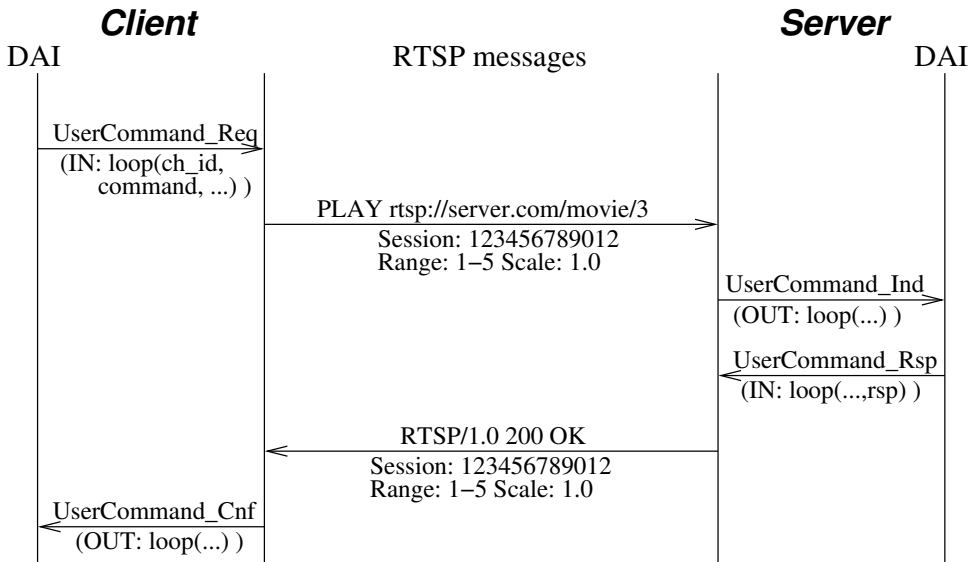 Client
Server
DAI
RTSP messages
DAI
UserCommand_Req
(IN: loop(ch_id,
command, ...) )
PLAY rtsp://server.com/movie/3
Session: 123456789012
Range: 1−5 Scale: 1.0
UserCommand_Ind
(OUT: loop(...) )
UserCommand_Rsp
(IN: loop(...,rsp) )
RTSP/1.0 200 OK
Session: 123456789012
Range: 1−5 Scale: 1.0
UserCommand_Cnf
(OUT: loop(...) )